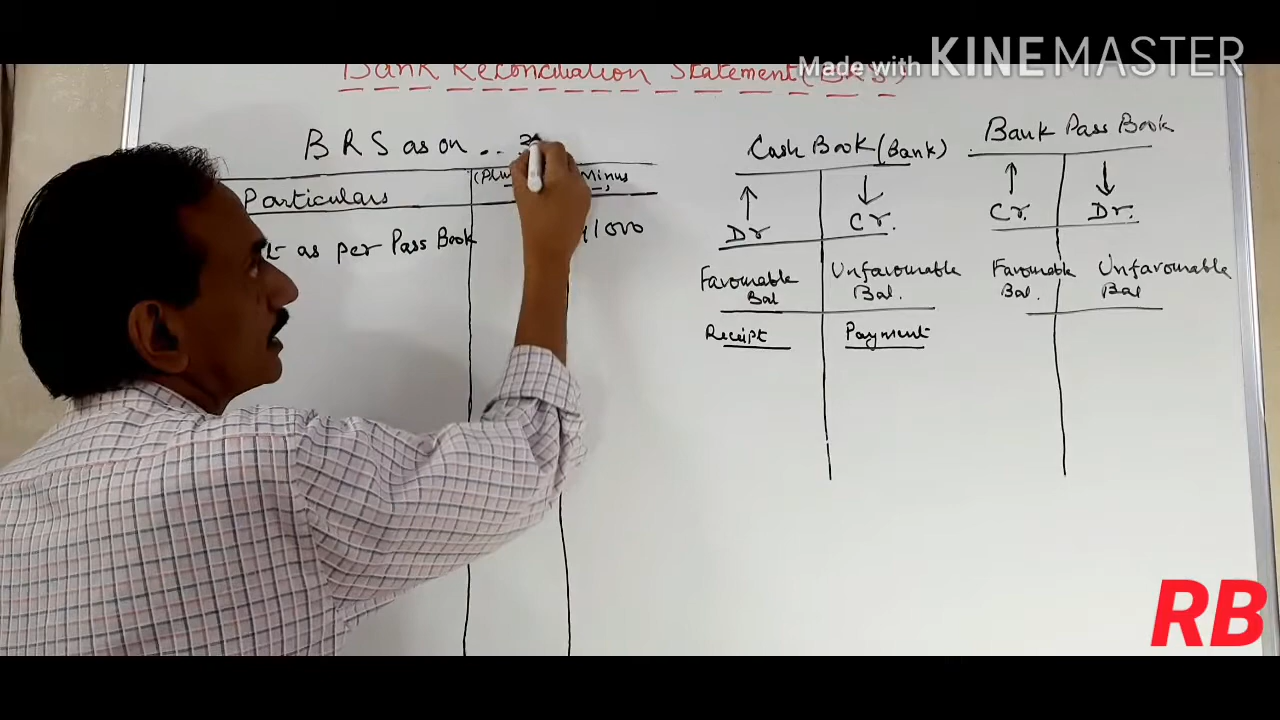 Made with KINEMASTER
Bank Reconciliation Statement (BRS)
BRS as on ..
Particulars
Minus
as per Pass Book
1000
Cash Book (Bank)
↑ ↓
Dr Cr.
Favourable Bal Unfavourable Bal.
Receipt Payment
Bank Pass Book
↑ ↓
Cr. Dr.
Favourable Bal. Unfavourable Bal
RB